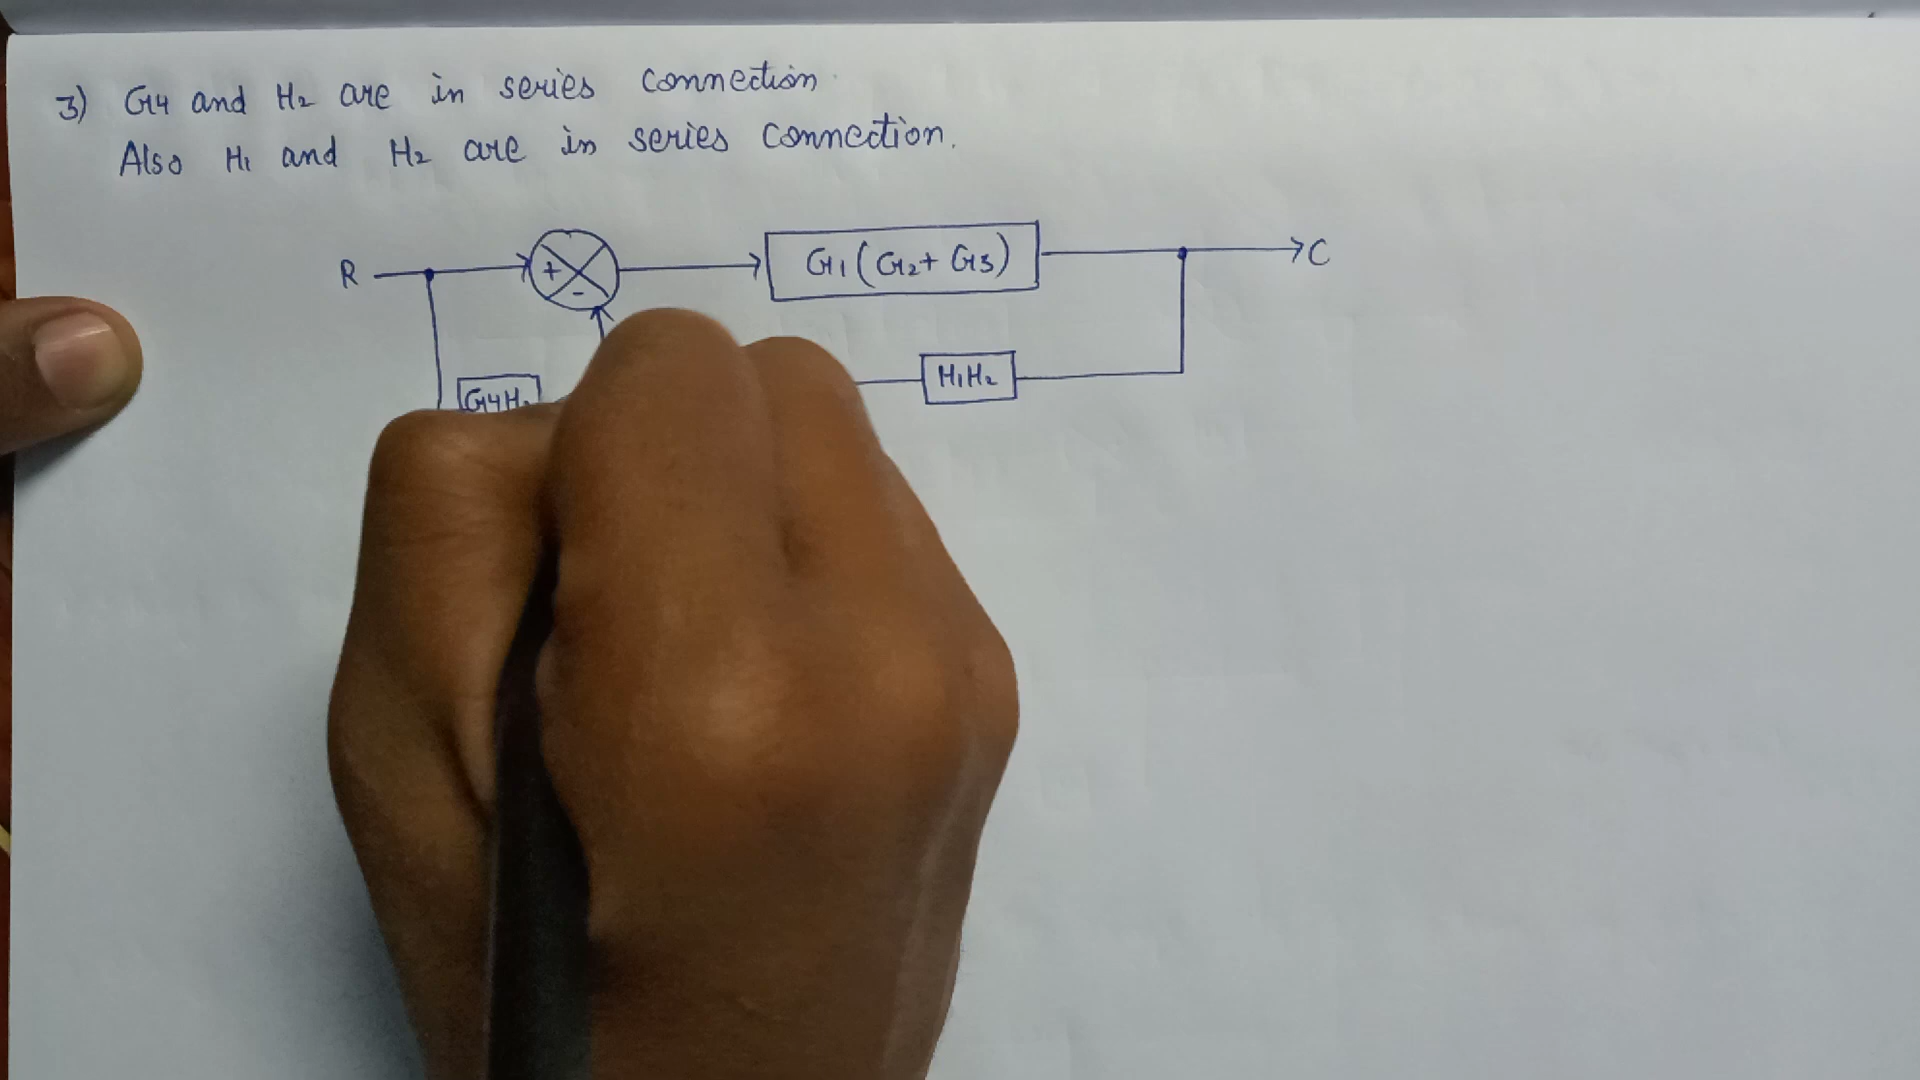 3) G4 and H2 are in series connection.
Also H1 and H2 are in series connection.
R + - G1(G2+ G3) C
H1H2